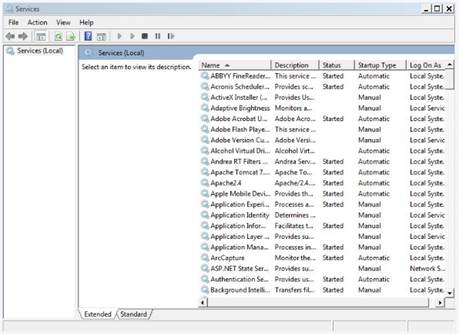 Services
File Action View Help
Services (Local)
Services (Local)
Select an item to view its description.
Name Description Status Startup Type Log On As
ABBYY FineReader... This service ... Started Automatic Local Syste...
Acronis Scheduler... Provides sc... Started Automatic Local Syste...
ActiveX Installer (... Provides Us... Manual Local Syste...
Adaptive Brightness Monitors a... Manual Local Servic
Adobe Acrobat U... Adobe Acro... Started Automatic Local Syste...
Adobe Flash Playe... This service ... Manual Local Syste...
Adobe Version Cu... Adobe Versi... Manual Local Syste...
Alcohol Virtual Dri... Alcohol Virt... Automatic Local Syste...
Andrea RT Filters ... Andrea Serv... Started Automatic Local Syste...
Apache Tomcat 7.... Apache To... Started Automatic Local Syste...
Apache2.4 Apache/2.4.... Started Automatic Local Syste...
Apple Mobile Devi... Provides th... Started Automatic Local Syste...
Application Experi... Processes a... Started Manual Local Syste...
Application Identity Determines ... Manual Local Servic
Application Infor... Facilitates t... Started Manual Local Syste...
Application Layer ... Provides su... Manual Local Servic
Application Mana... Processes in... Started Manual Local Syste...
ArcCapture Monitor the... Started Automatic Local Syste...
ASP.NET State Ser... Provides su... Manual Network S...
Authentication Se... Provides us... Started Automatic Local Syste...
Background Intelli... Transfers fil... Started Manual Local Syste...
Extended Standard